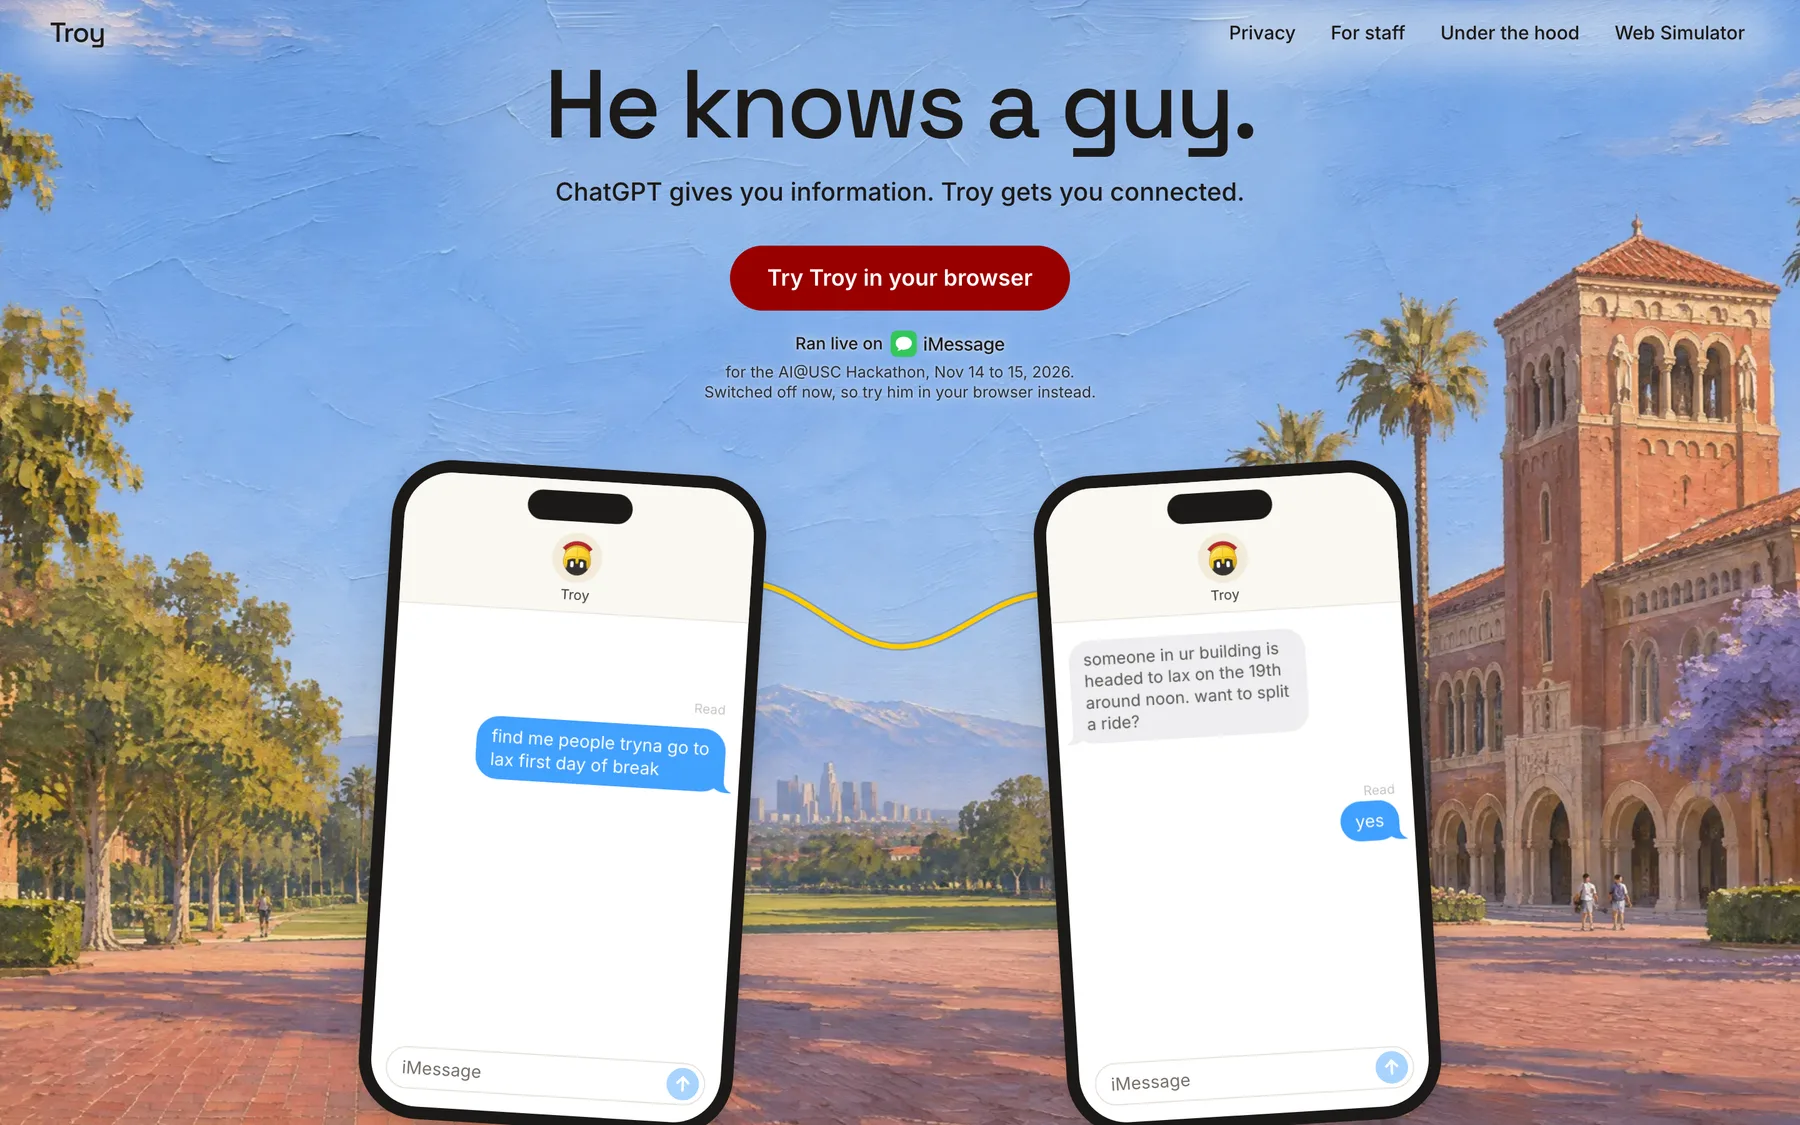 Troy
Privacy
For staff
Under the hood
Web Simulator
He knows a guy.
ChatGPT gives you information. Troy gets you connected.
Try Troy in your browser
Ran live on iMessage
for the AI@USC Hackathon, Nov 14 to 15, 2026.
Switched off now, so try him in your browser instead.
Troy
Read
find me people tryna go to
lax first day of break
iMessage
Troy
someone in ur building is
headed to lax on the 19th
around noon. want to split
a ride?
Read
yes
iMessage